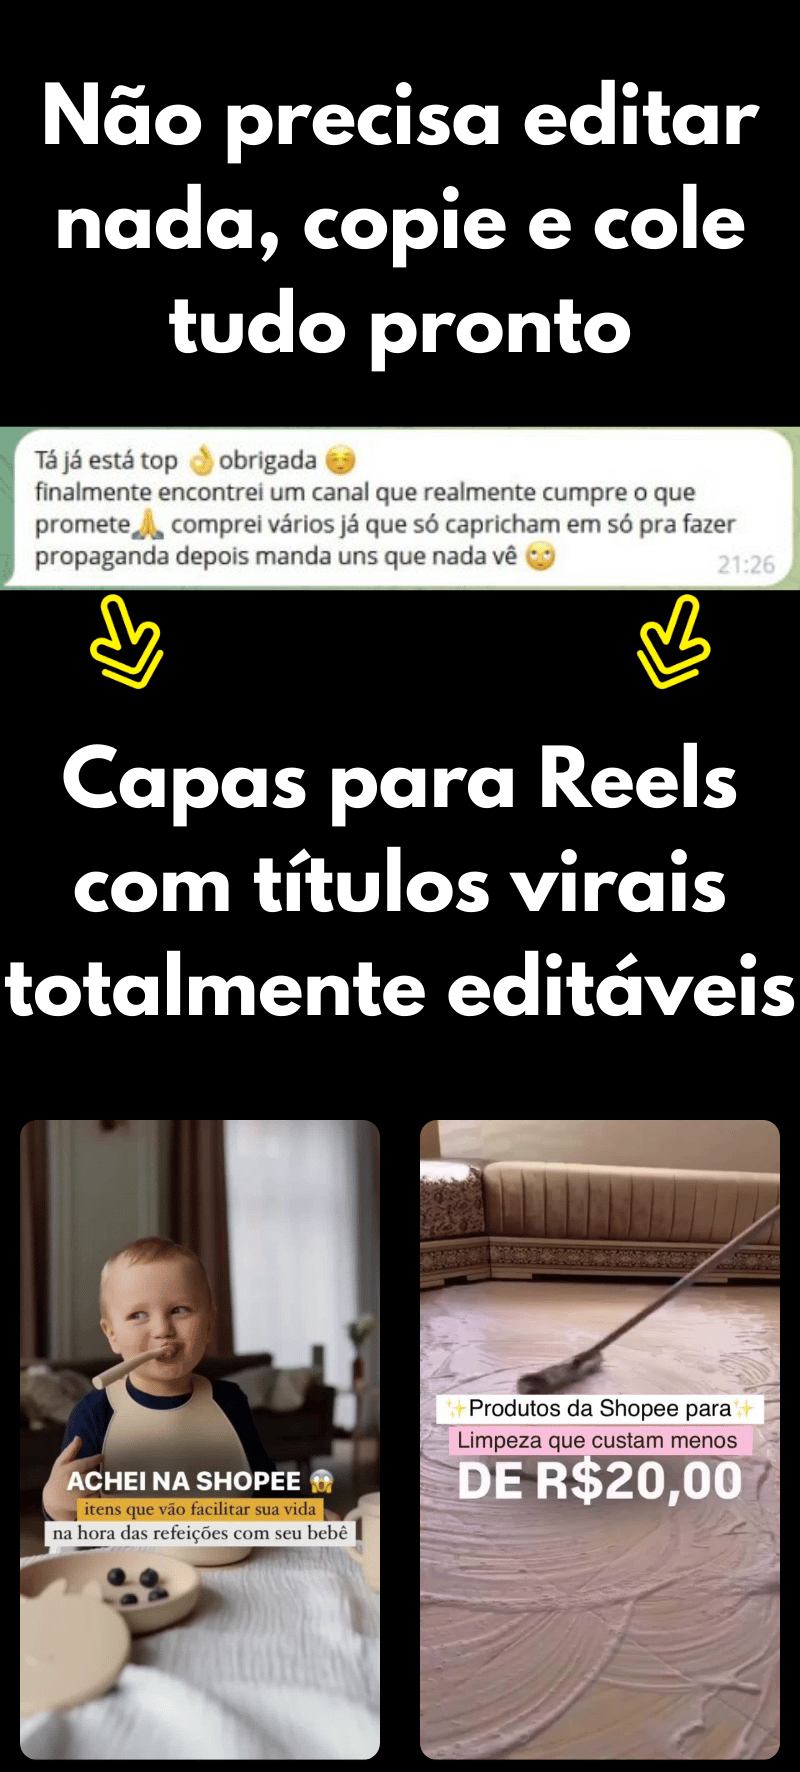 Não precisa editar
nada, copie e cole
tudo pronto
Tá já está top 👌 obrigada 😌
finalmente encontrei um canal que realmente cumpre o que
promete🙏 comprei vários já que só capricham em só pra fazer
propaganda depois manda uns que nada vê 🙄
21:26
Capas para Reels
com títulos virais
totalmente editáveis
ACHEI NA SHOPEE 😱
itens que vão facilitar sua vida
na hora das refeições com seu bebê
✨Produtos da Shopee para✨
Limpeza que custam menos
DE R$20,00